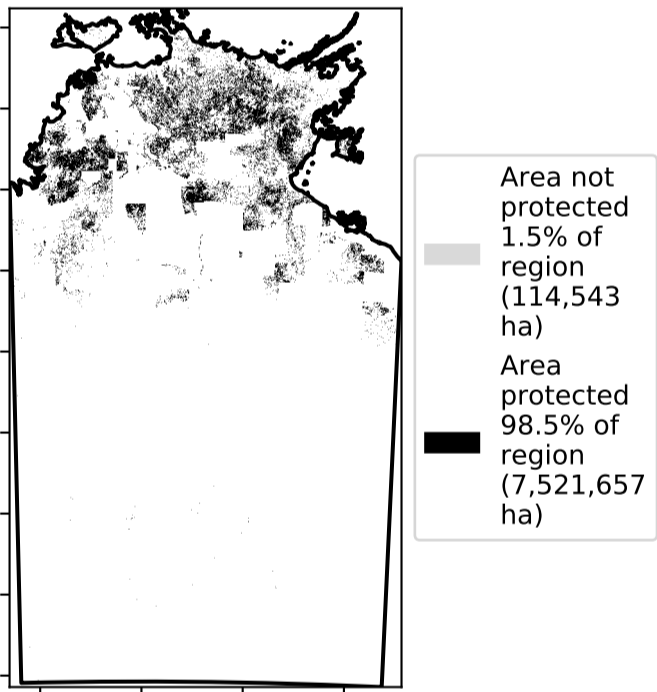 Area not
protected
1.5% of
region
(114,543
ha)
Area
protected
98.5% of
region
(7,521,657
ha)